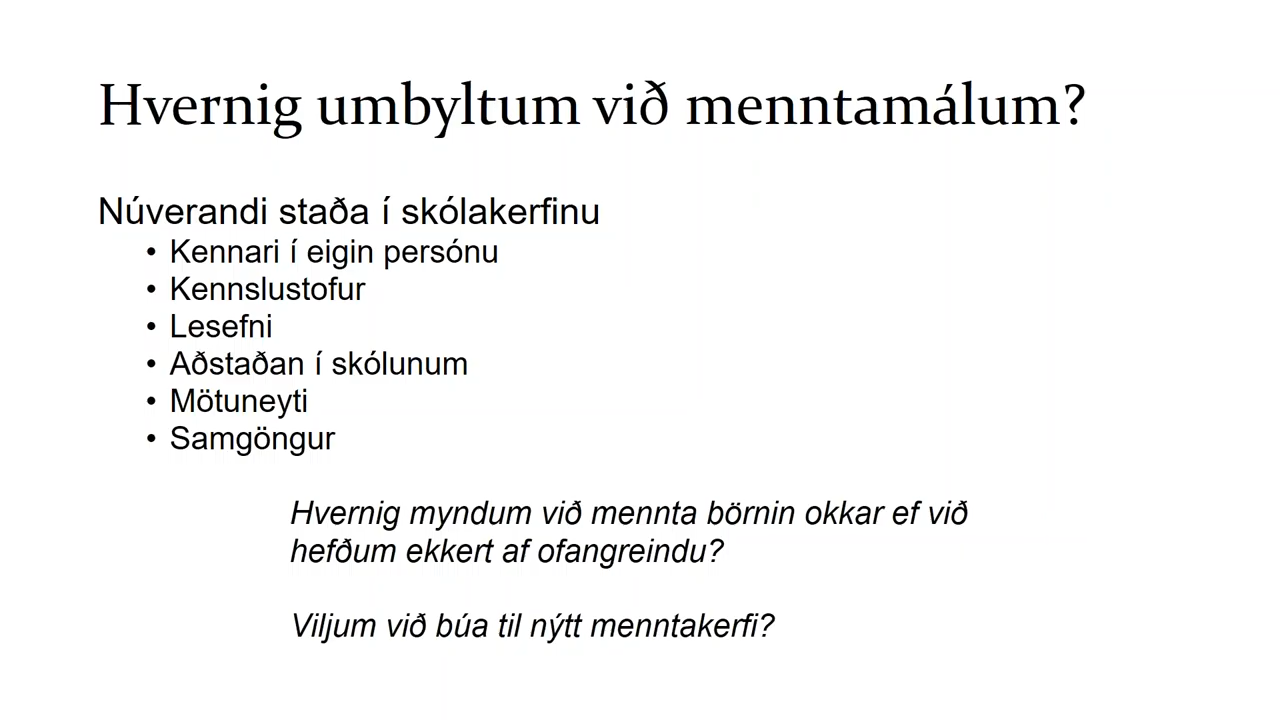 Hvernig umbyltum við menntamálum?
Núverandi staða í skólakerfinu
• Kennari í eigin persónu
• Kennslustofur
• Lesefni
• Aðstaðan í skólunum
• Mötuneyti
• Samgöngur
Hvernig myndum við mennta börnin okkar ef við
hefðum ekkert af ofangreindu?
Viljum við búa til nýtt menntakerfi?